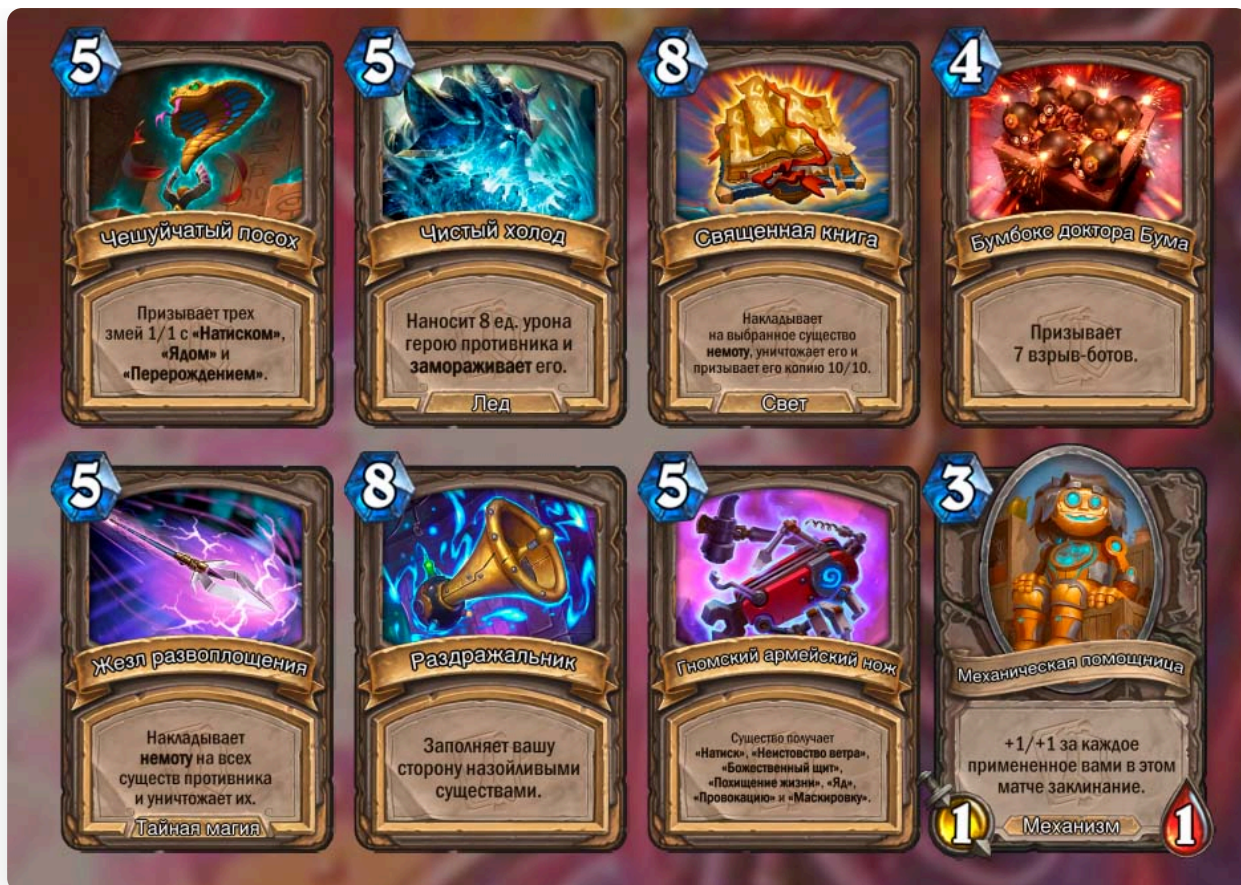 5
Чешуйчатый посох
Призывает трех
змей 1/1 с «Натиском»,
«Ядом» и
«Перерождением».
5
Чистый холод
Наносит 8 ед. урона
герою противника и
замораживает его.
Лед
8
Священная книга
Накладывает
на выбранное существо
немоту, уничтожает его и
призывает его копию 10/10.
Свет
4
Бумбокс доктора Бума
Призывает
7 взрыв-ботов.
5
Жезл развоплощения
Накладывает
немоту на всех
существ противника
и уничтожает их.
Тайная магия
8
Раздражальник
Заполняет вашу
сторону назойливыми
существами.
5
Гномский армейский нож
Существо получает
«Натиск», «Неистовство ветра»,
«Божественный щит»,
«Похищение жизни», «Яд»,
«Провокацию» и «Маскировку».
3
Механическая помощница
+1/+1 за каждое
примененное вами в этом
матче заклинание.
1
Механизм
1